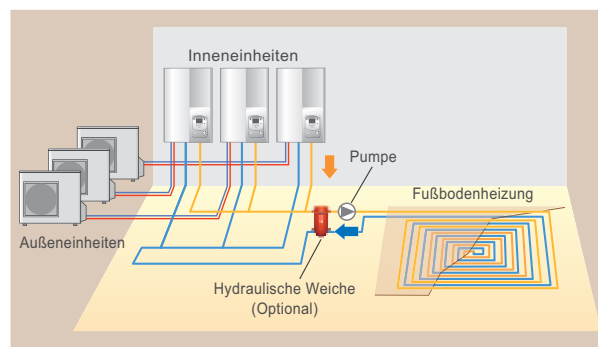 Inneneinheiten
Pumpe
Fußbodenheizung
Außeneinheiten
Hydraulische Weiche
(Optional)